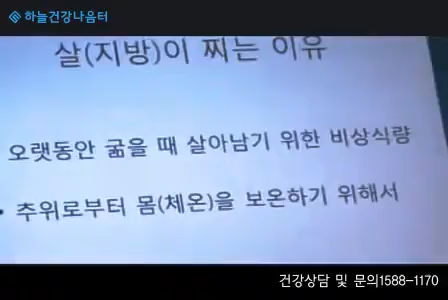 하늘건강나음터
살(지방)이 찌는 이유
오랫동안 굶을 때 살아남기 위한 비상식량
• 추위로부터 몸(체온)을 보온하기 위해서
건강상담 및 문의1588-1170